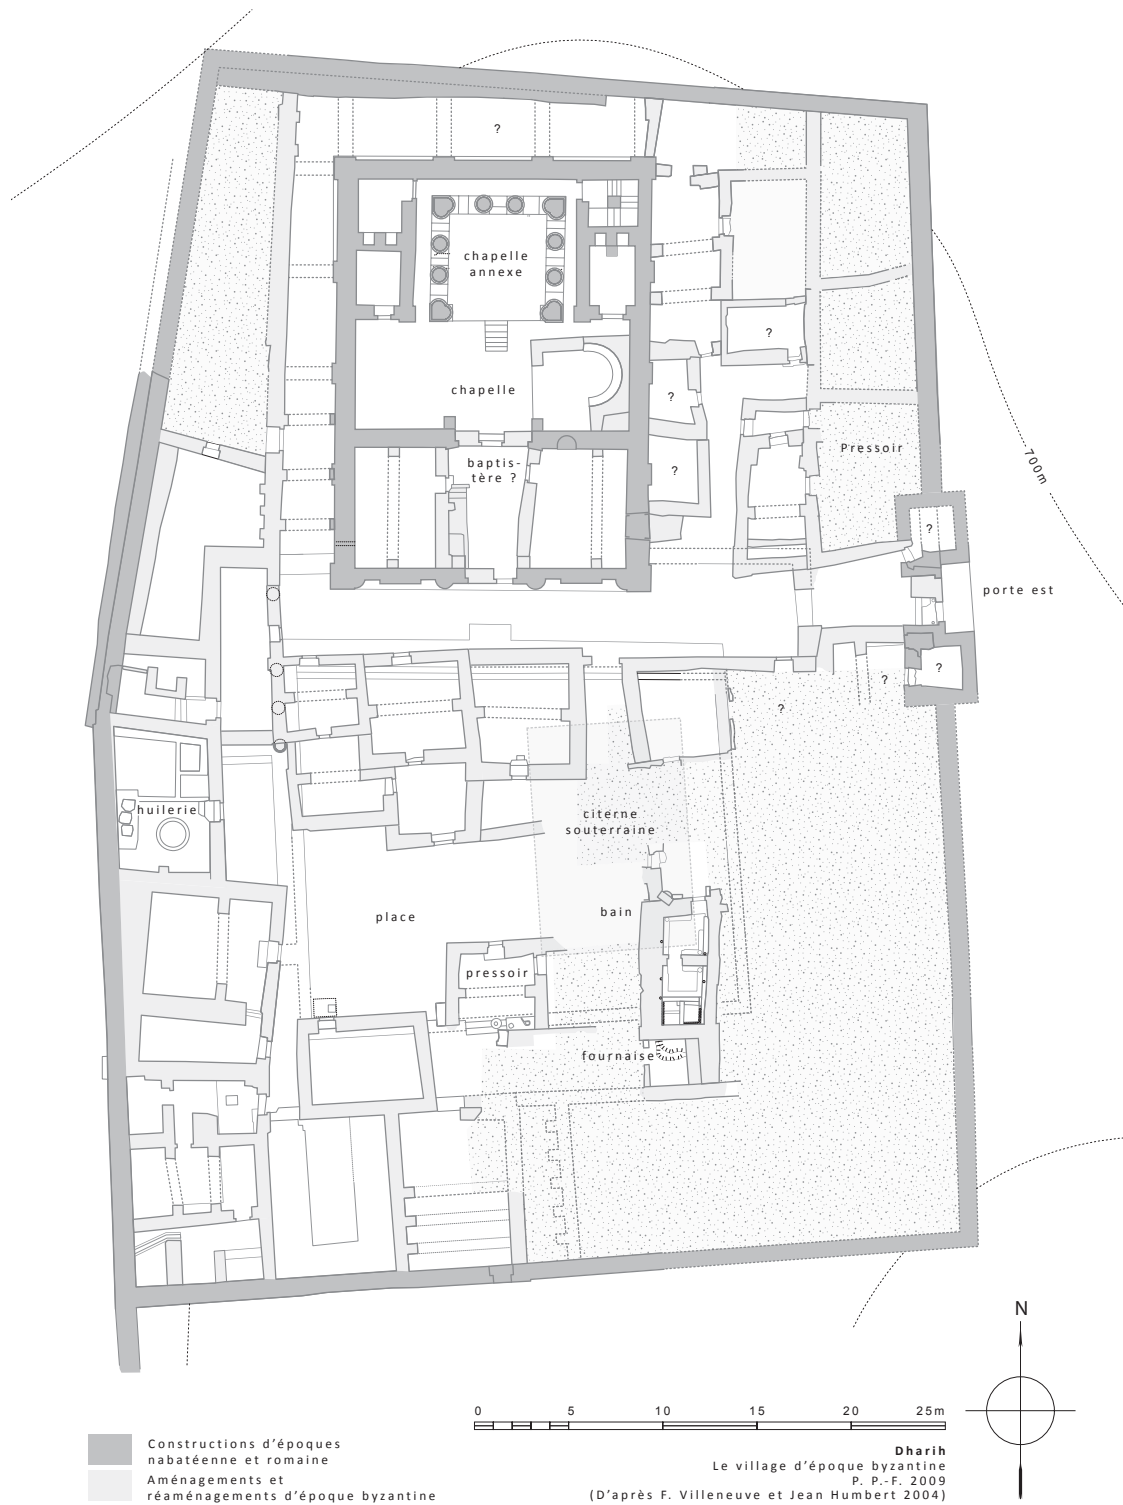 ?
chapelle
annexe
?
?
chapelle
Pressoir
baptis-
tère ?
?
700m
?
porte est
?
?
?
huilerie
citerne
souterraine
place
bain
pressoir
fournaise
N
0 5 10 15 20 25m
Constructions d'époques
nabatéenne et romaine
Aménagements et
réaménagements d'époque byzantine
Dharih
Le village d'époque byzantine
P. P.-F. 2009
(D'après F. Villeneuve et Jean Humbert 2004)